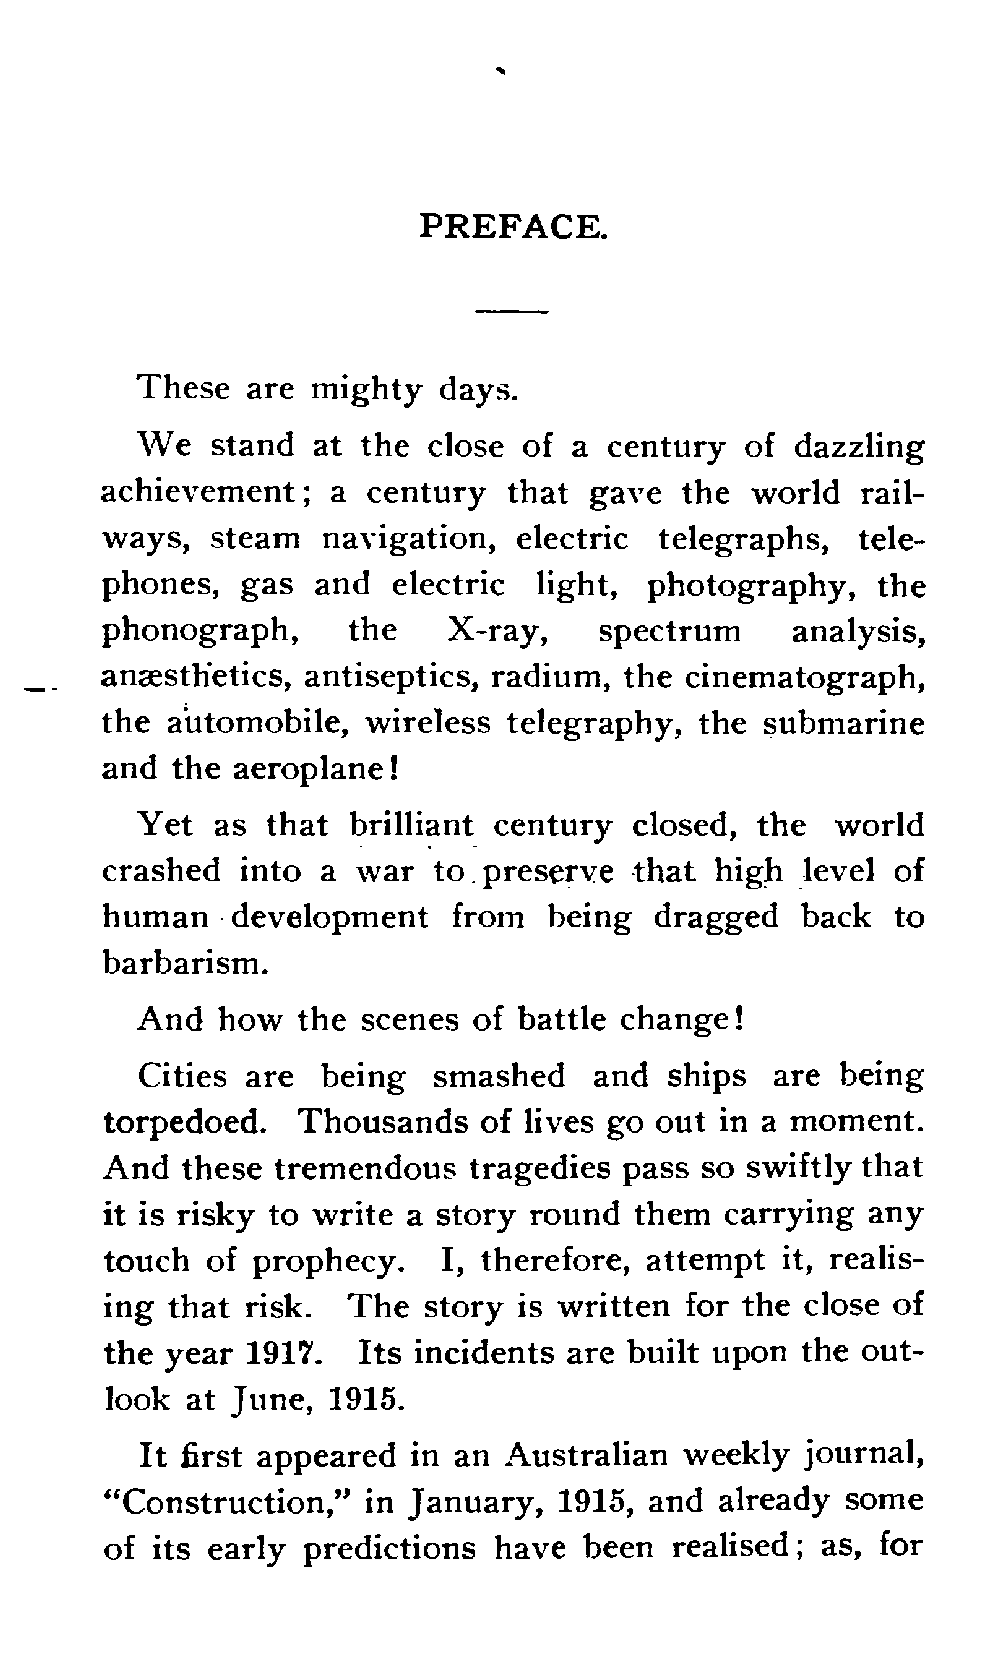 PREFACE.
These are mighty days.
We stand at the close of a century of dazzling
achievement; a century that gave the world rail-
ways, steam navigation, electric telegraphs, tele-
phones, gas and electric light, photography, the
phonograph, the X-ray, spectrum analysis,
anæsthetics, antiseptics, radium, the cinematograph,
the automobile, wireless telegraphy, the submarine
and the aeroplane!
Yet as that brilliant century closed, the world
crashed into a war to preserve that high level of
human development from being dragged back to
barbarism.
And how the scenes of battle change!
Cities are being smashed and ships are being
torpedoed. Thousands of lives go out in a moment.
And these tremendous tragedies pass so swiftly that
it is risky to write a story round them carrying any
touch of prophecy. I, therefore, attempt it, realis-
ing that risk. The story is written for the close of
the year 1917. Its incidents are built upon the out-
look at June, 1915.
It first appeared in an Australian weekly journal,
“Construction,” in January, 1915, and already some
of its early predictions have been realised; as, for